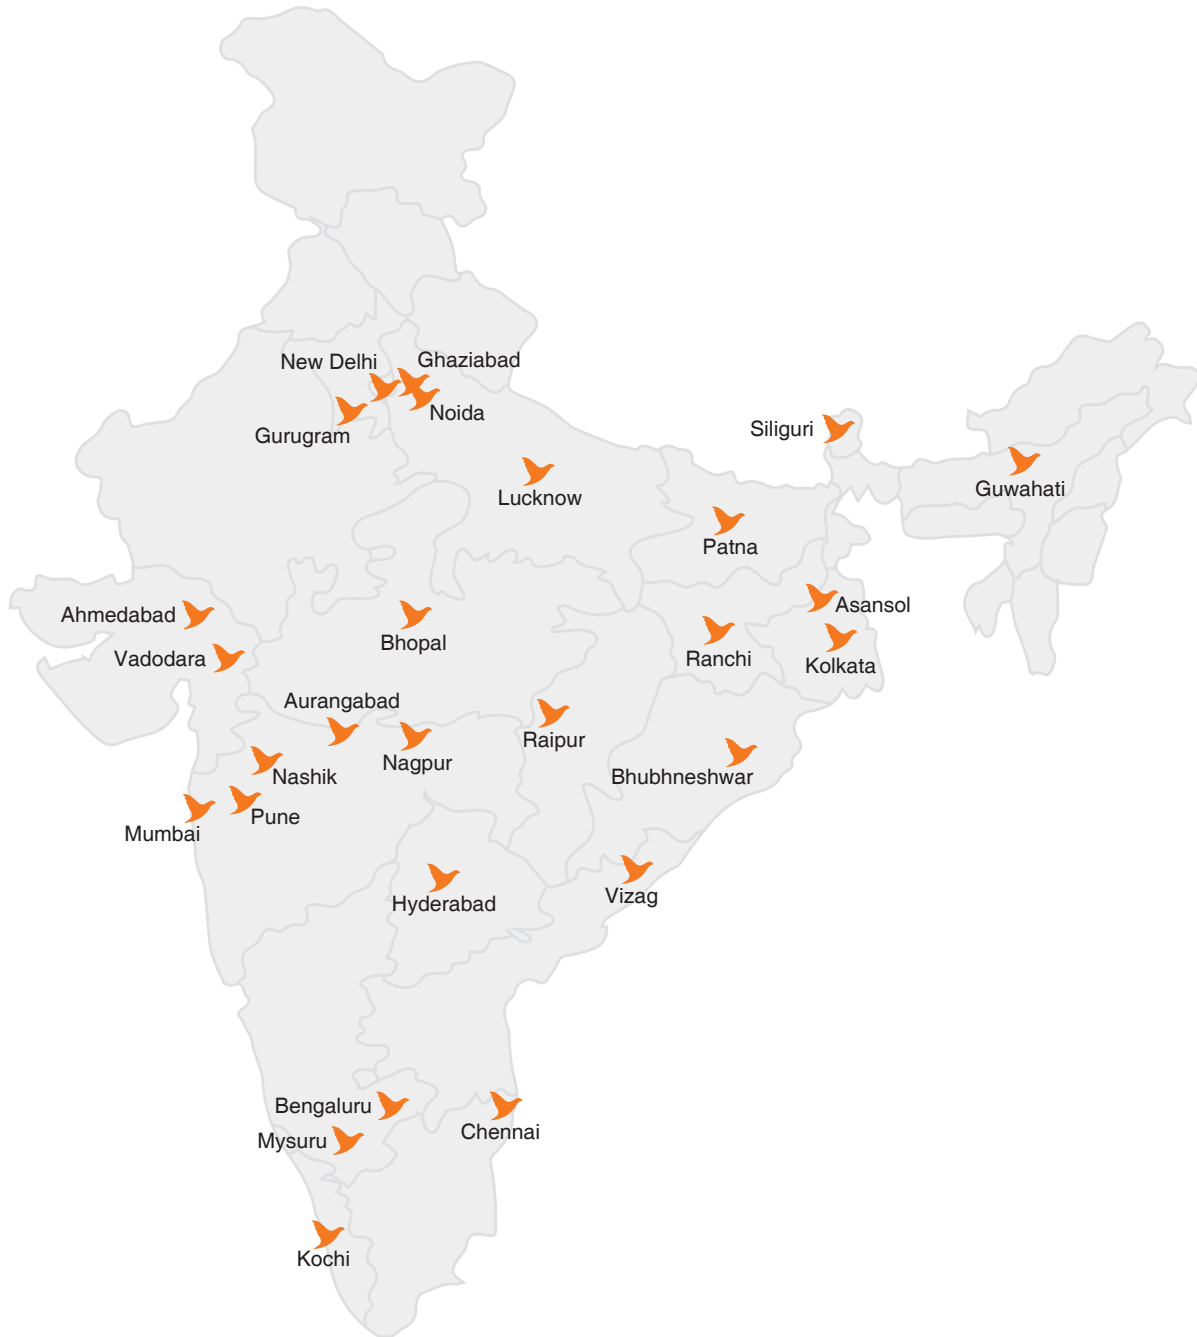 New Delhi
Ghaziabad
Noida
Gurugram
Siliguri
Lucknow
Guwahati
Patna
Ahmedabad
Asansol
Bhopal
Vadodara
Ranchi
Kolkata
Aurangabad
Raipur
Nagpur
Nashik
Bhubhneshwar
Pune
Mumbai
Vizag
Hyderabad
Bengaluru
Chennai
Mysuru
Kochi